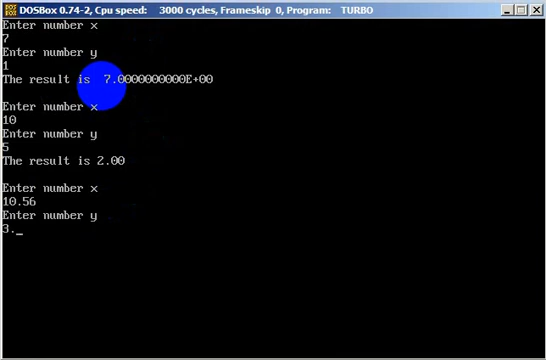 DOSBox 0.74-2, Cpu speed:    3000 cycles, Frameskip  0, Program:   TURBO
Enter number x
7
Enter number y
1
The result is  7.0000000000E+00
Enter number x
10
Enter number y
5
The result is 2.00
Enter number x
10.56
Enter number y
3._